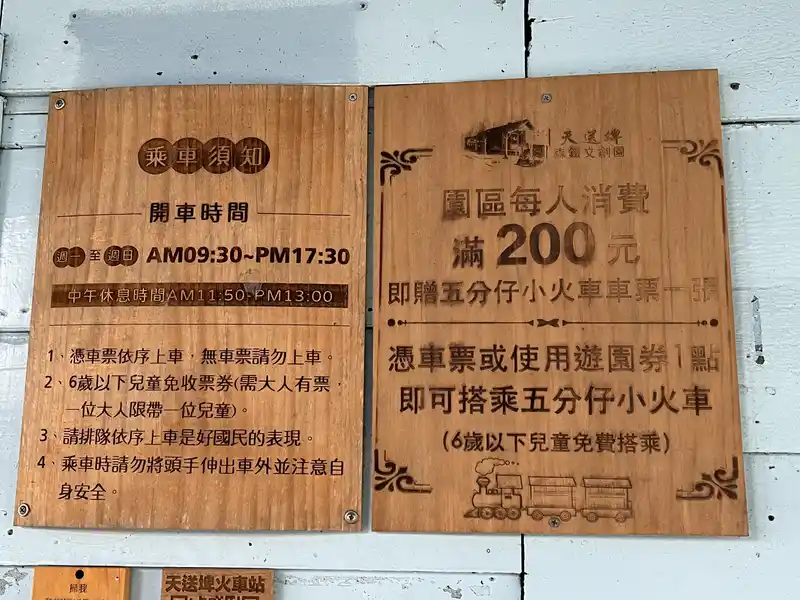 乘車須知
開車時間
週一至週日 AM09:30~PM17:30
中午休息時間AM11:50~PM13:00
1、憑車票依序上車，無車票請勿上車。
2、6歲以下兒童免收票券(需大人有票，
一位大人限帶一位兒童)。
3、請排隊依序上車是好國民的表現。
4、乘車時請勿將頭手伸出車外並注意自
身安全。
天送埤
森鐵文創園
園區每人消費
滿 200 元
即贈五分仔小火車車票一張
憑車票或使用遊園券1點
即可搭乘五分仔小火車
(6歲以下兒童免費搭乘)
掃我
天送埤火車站